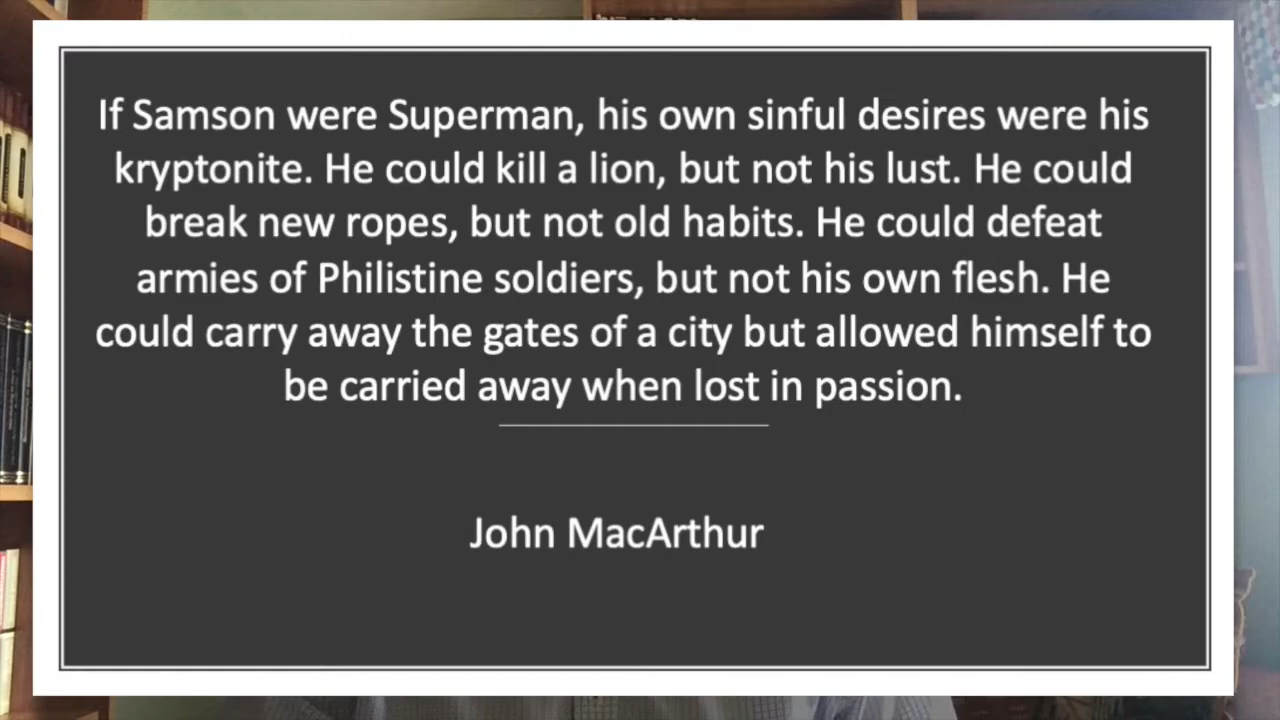 If Samson were Superman, his own sinful desires were his
kryptonite. He could kill a lion, but not his lust. He could
break new ropes, but not old habits. He could defeat
armies of Philistine soldiers, but not his own flesh. He
could carry away the gates of a city but allowed himself to
be carried away when lost in passion.
John MacArthur